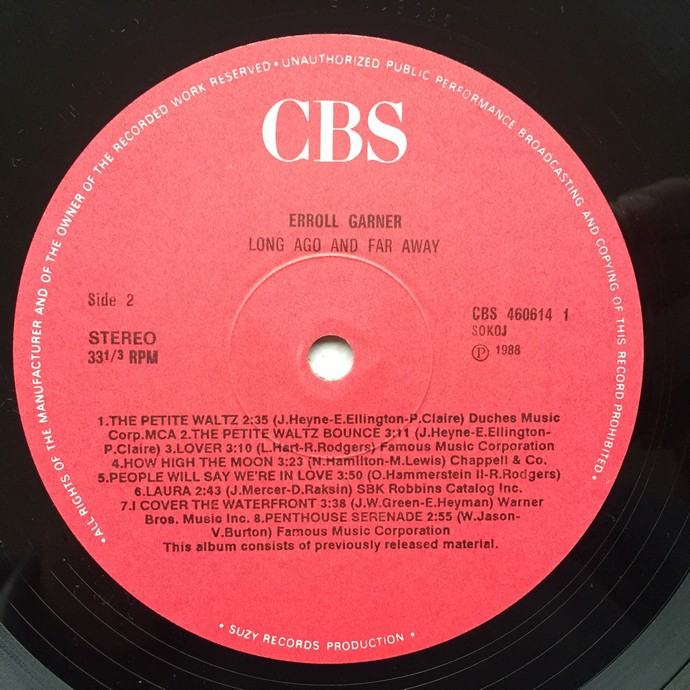 * ALL RIGHTS OF THE MANUFACTURER AND OF THE OWNER OF THE RECORDED WORK RESERVED * UNAUTHORIZED PUBLIC PERFORMANCE BROADCASTING AND COPYING OF THIS RECORD PROHIBITED *
CBS
ERROLL GARNER
LONG AGO AND FAR AWAY
Side 2
STEREO
33 1/3 RPM
CBS 460614 1
SOKOJ
Ⓟ 1988
1.THE PETITE WALTZ 2:35 (J.Heyne-E.Ellington-P.Claire) Duches Music
Corp.MCA 2.THE PETITE WALTZ BOUNCE 3:11 (J.Heyne-E.Ellington-
P.Claire) 3.LOVER 3:10 (L.Hart-R.Rodgers) Famous Music Corporation
4.HOW HIGH THE MOON 3:23 (N.Hamilton-M.Lewis) Chappell & Co.
5.PEOPLE WILL SAY WE'RE IN LOVE 3:50 (O.Hammerstein II-R.Rodgers)
6.LAURA 2:43 (J.Mercer-D.Raksin) SBK Robbins Catalog Inc.
7.I COVER THE WATERFRONT 3:38 (J.W.Green-E.Heyman) Warner
Bros. Music Inc. 8.PENTHOUSE SERENADE 2:55 (W.Jason-
V.Burton) Famous Music Corporation
This album consists of previously released material.
* SUZY RECORDS PRODUCTION *